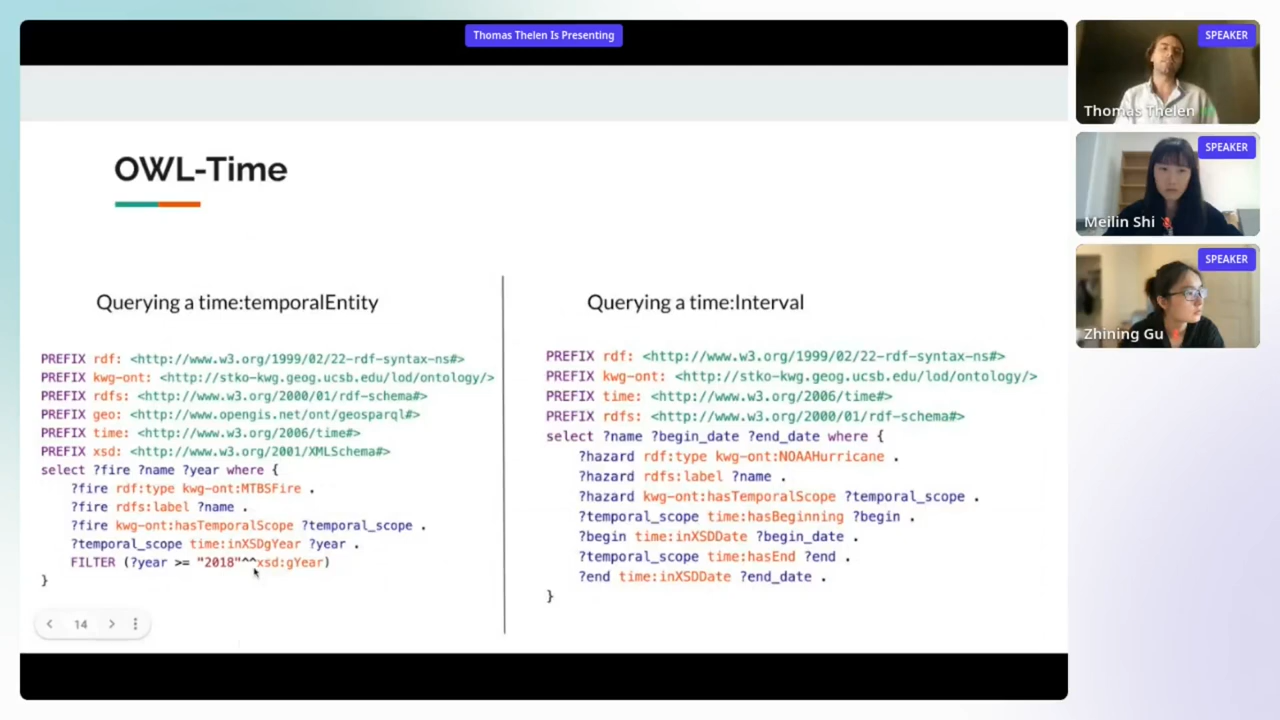 Thomas Thelen Is Presenting
OWL-Time
Querying a time:temporalEntity
PREFIX rdf: <http://www.w3.org/1999/02/22-rdf-syntax-ns#>
PREFIX kwg-ont: <http://stko-kwg.geog.ucsb.edu/lod/ontology/>
PREFIX rdfs: <http://www.w3.org/2000/01/rdf-schema#>
PREFIX geo: <http://www.opengis.net/ont/geosparql#>
PREFIX time: <http://www.w3.org/2006/time#>
PREFIX xsd: <http://www.w3.org/2001/XMLSchema#>
select ?fire ?name ?year where {
?fire rdf:type kwg-ont:MTBSFire .
?fire rdfs:label ?name .
?fire kwg-ont:hasTemporalScope ?temporal_scope .
?temporal_scope time:inXSDgYear ?year .
FILTER (?year >= "2018"^^xsd:gYear)
}
Querying a time:Interval
PREFIX rdf: <http://www.w3.org/1999/02/22-rdf-syntax-ns#>
PREFIX kwg-ont: <http://stko-kwg.geog.ucsb.edu/lod/ontology/>
PREFIX time: <http://www.w3.org/2006/time#>
PREFIX rdfs: <http://www.w3.org/2000/01/rdf-schema#>
select ?name ?begin_date ?end_date where {
?hazard rdf:type kwg-ont:NOAAHurricane .
?hazard rdfs:label ?name .
?hazard kwg-ont:hasTemporalScope ?temporal_scope .
?temporal_scope time:hasBeginning ?begin .
?begin time:inXSDDate ?begin_date .
?temporal_scope time:hasEnd ?end .
?end time:inXSDDate ?end_date .
}
14
SPEAKER
Thomas Thelen
SPEAKER
Meilin Shi
SPEAKER
Zhining Gu